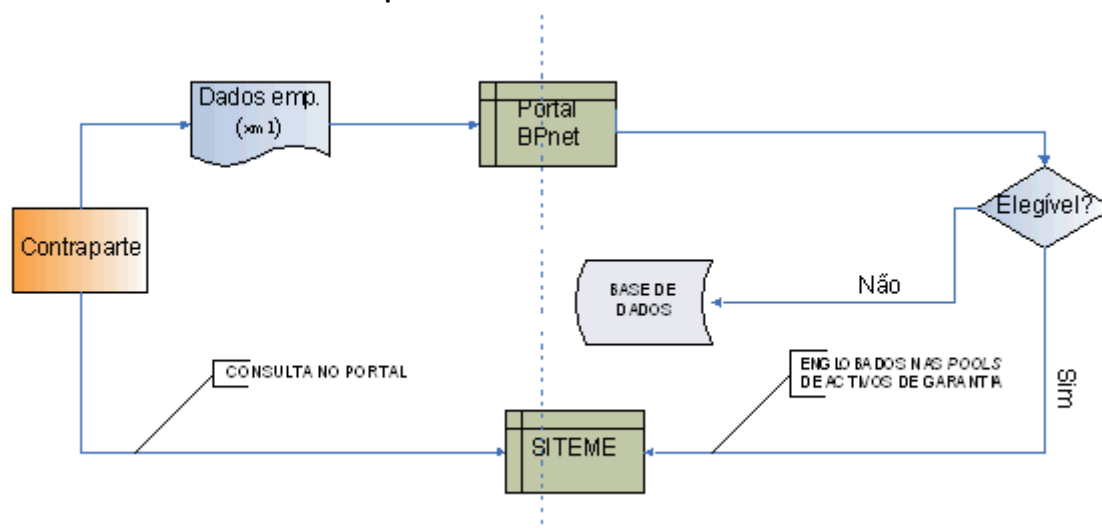 Dados emp.
(xml)
Portal
BPnet
Elegível?
Contraparte
BASE DE
DADOS
Não
CONSULTA NO PORTAL
ENGLOBADOS NAS POOLS
DE ACTIVOS DE GARANTIA
Sim
SITEME